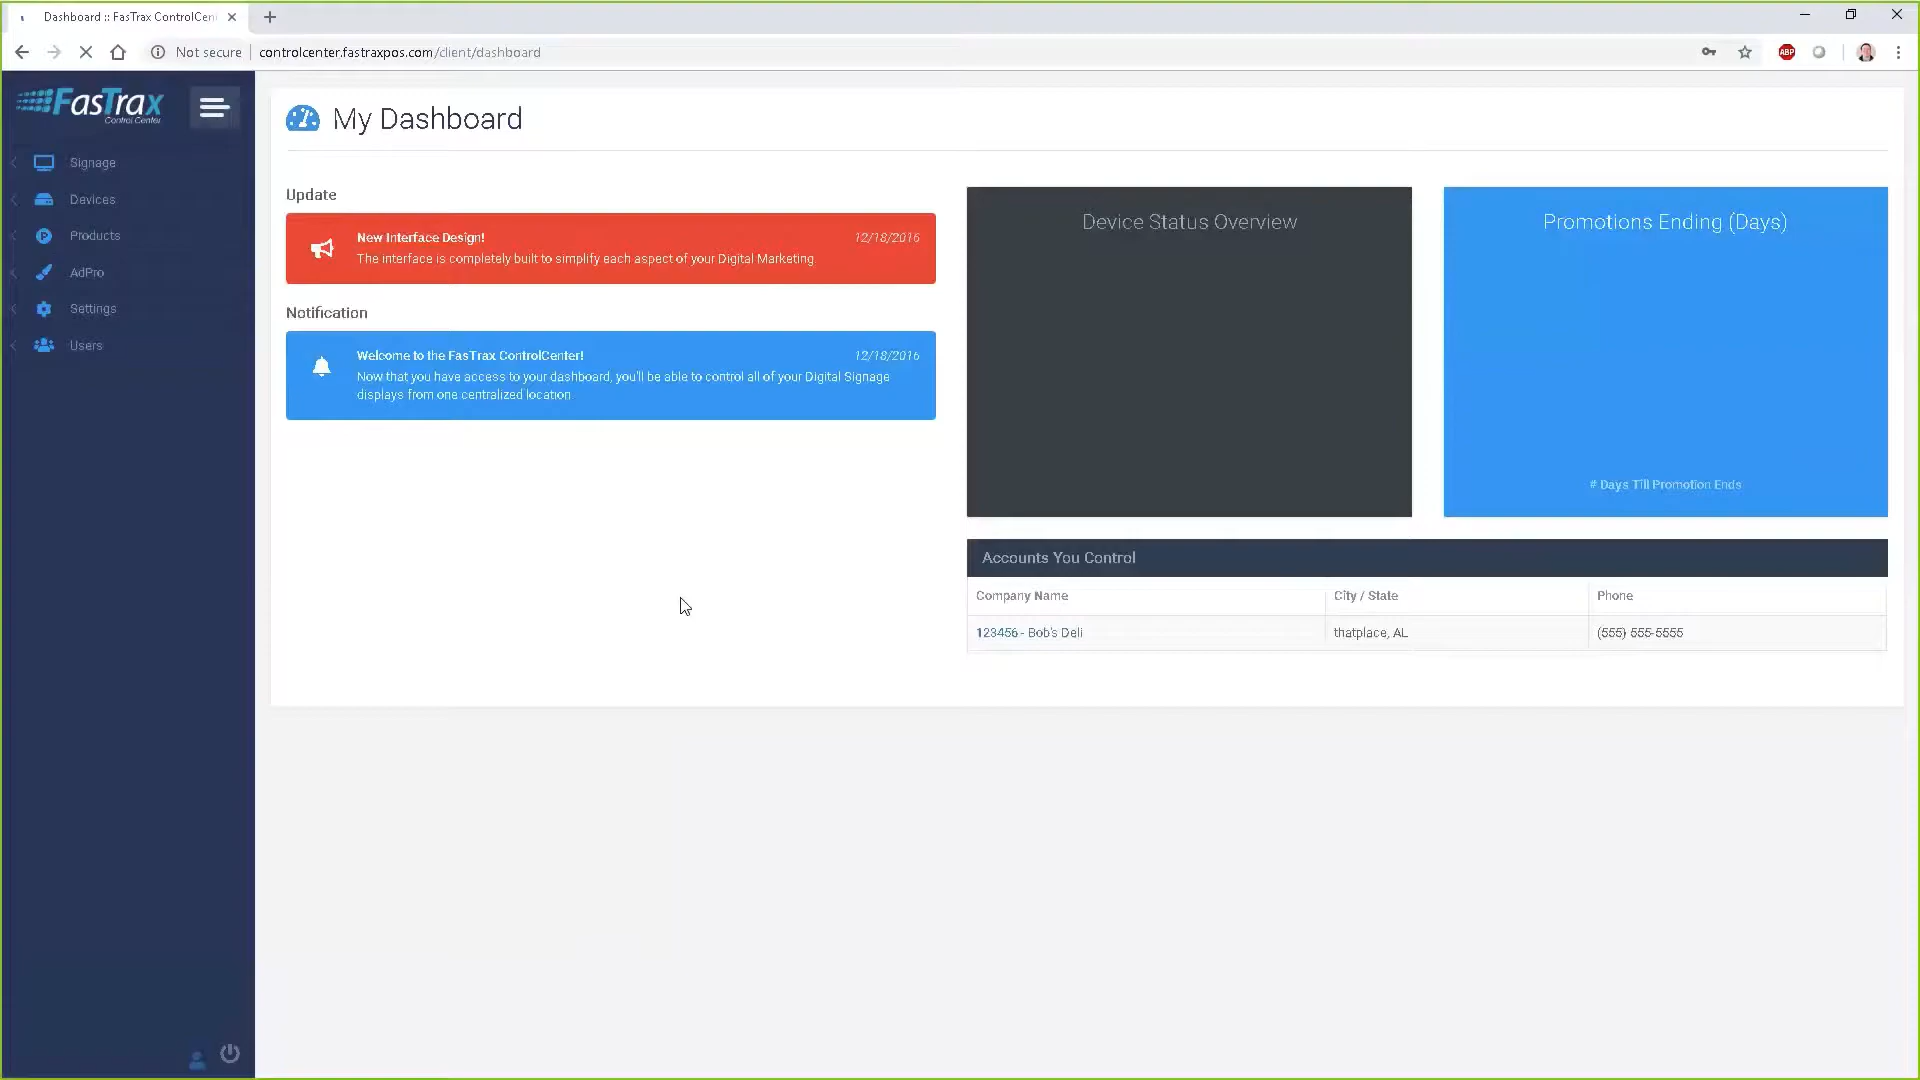 Dashboard :: FasTrax ControlCen
Not secure
controlcenter.fastraxpos.com/client/dashboard
ABP
FasTrax
Control Center
Signage
Devices
Products
AdPro
Settings
Users
My Dashboard
Update
New Interface Design!
12/18/2016
The interface is completely built to simplify each aspect of your Digital Marketing.
Notification
Welcome to the FasTrax ControlCenter!
12/18/2016
Now that you have access to your dashboard, you'll be able to control all of your Digital Signage
displays from one centralized location
Device Status Overview
Promotions Ending (Days)
# Days Till Promotion Ends
Accounts You Control
Company Name
City / State
Phone
123456 - Bob's Deli
thatplace, AL
(555) 555-5555